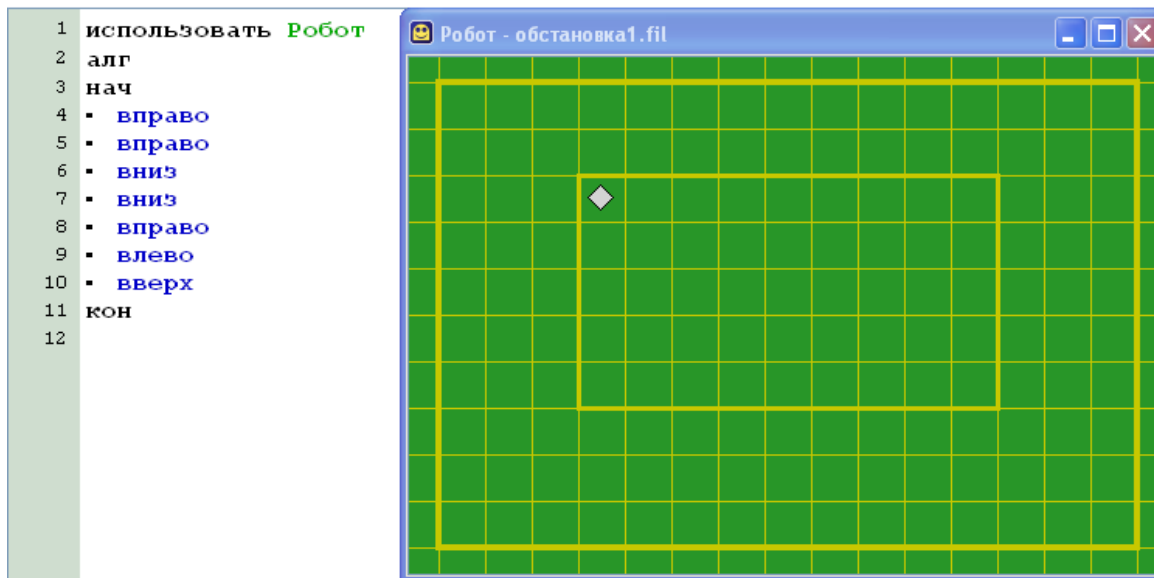 1 использовать Робот
2 алг
3 нач
4 ▪ вправо
5 ▪ вправо
6 ▪ вниз
7 ▪ вниз
8 ▪ вправо
9 ▪ влево
10 ▪ вверх
11 кон
12
Робот - обстановка1.fil